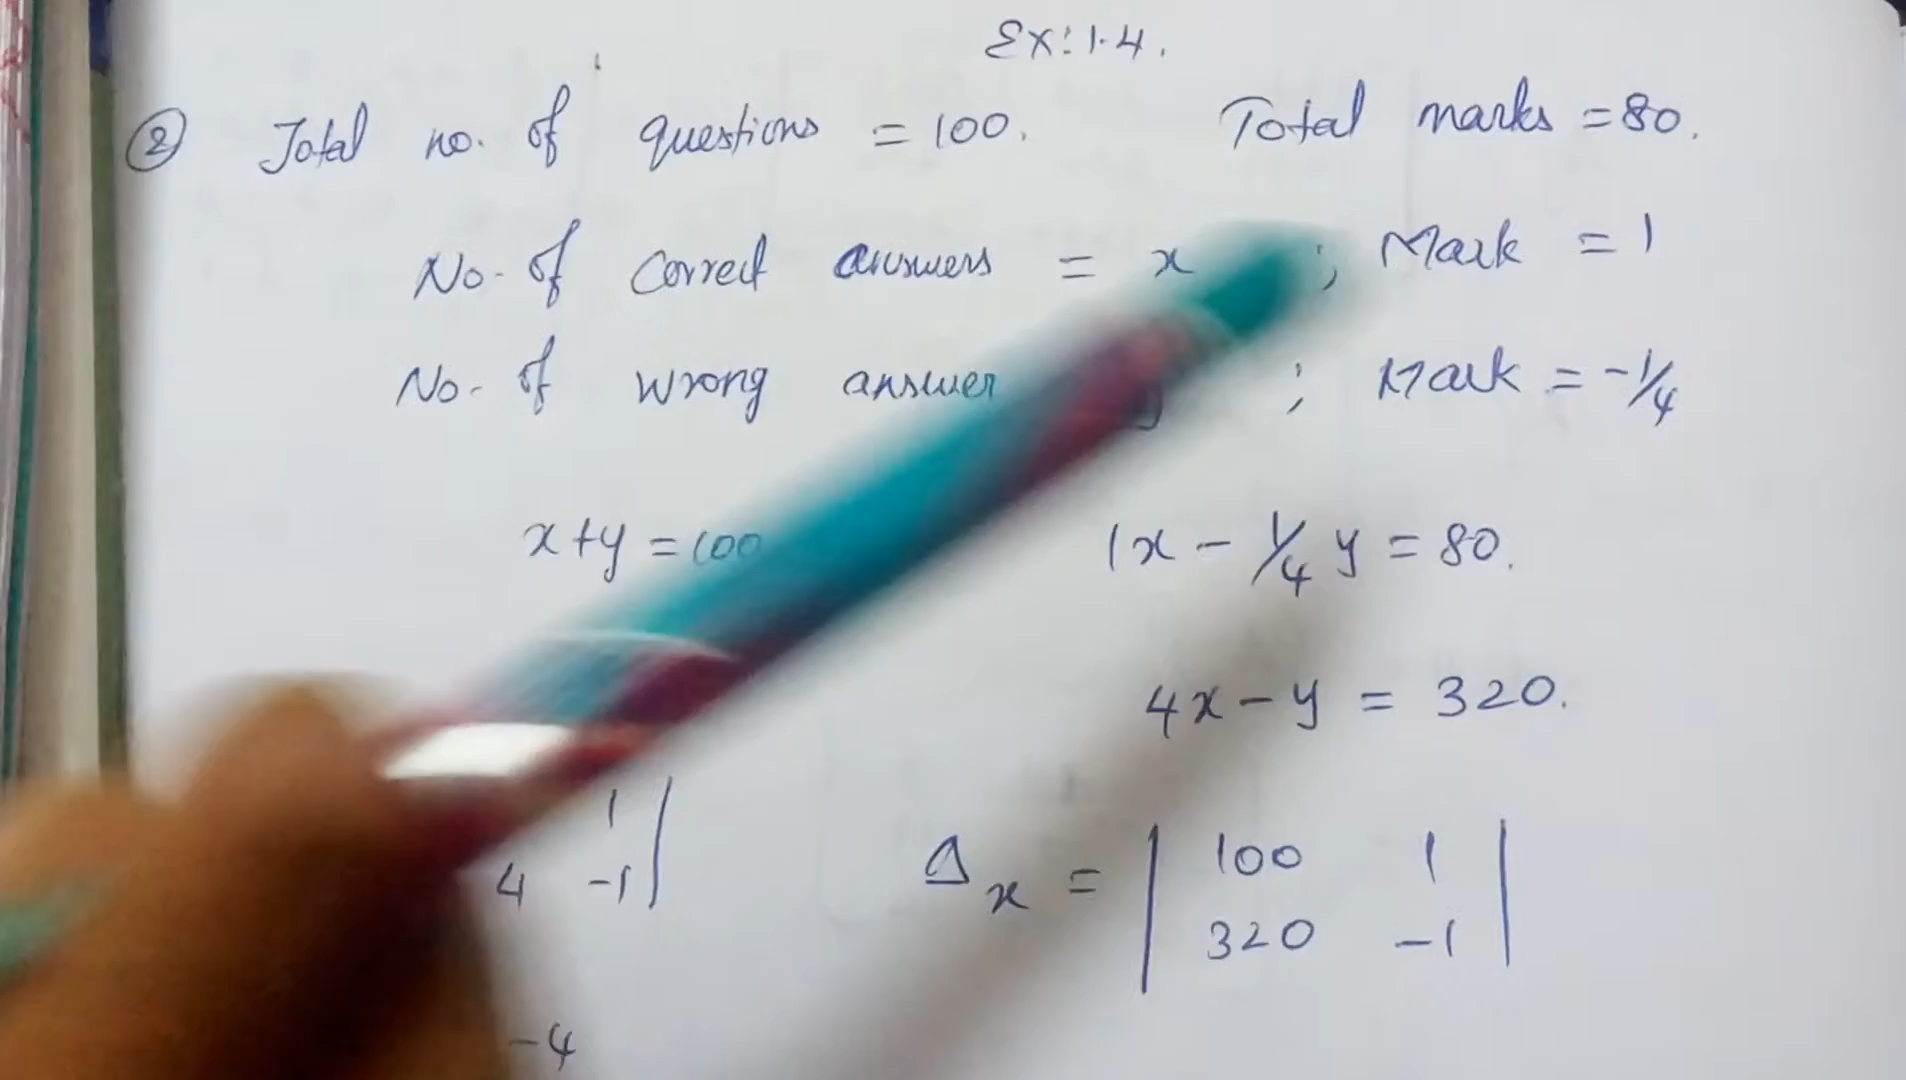 Ex: 1.4.
② Total no. of questions = 100. Total marks = 80.
No. of Correct answers = x ; Mark = 1
No. of wrong answer y ; Mark = -1/4
x + y = 100 1x - 1/4 y = 80.
4x - y = 320.
1 | Δx = | 100 1 |
4 -1 | | 320 -1 |
-4